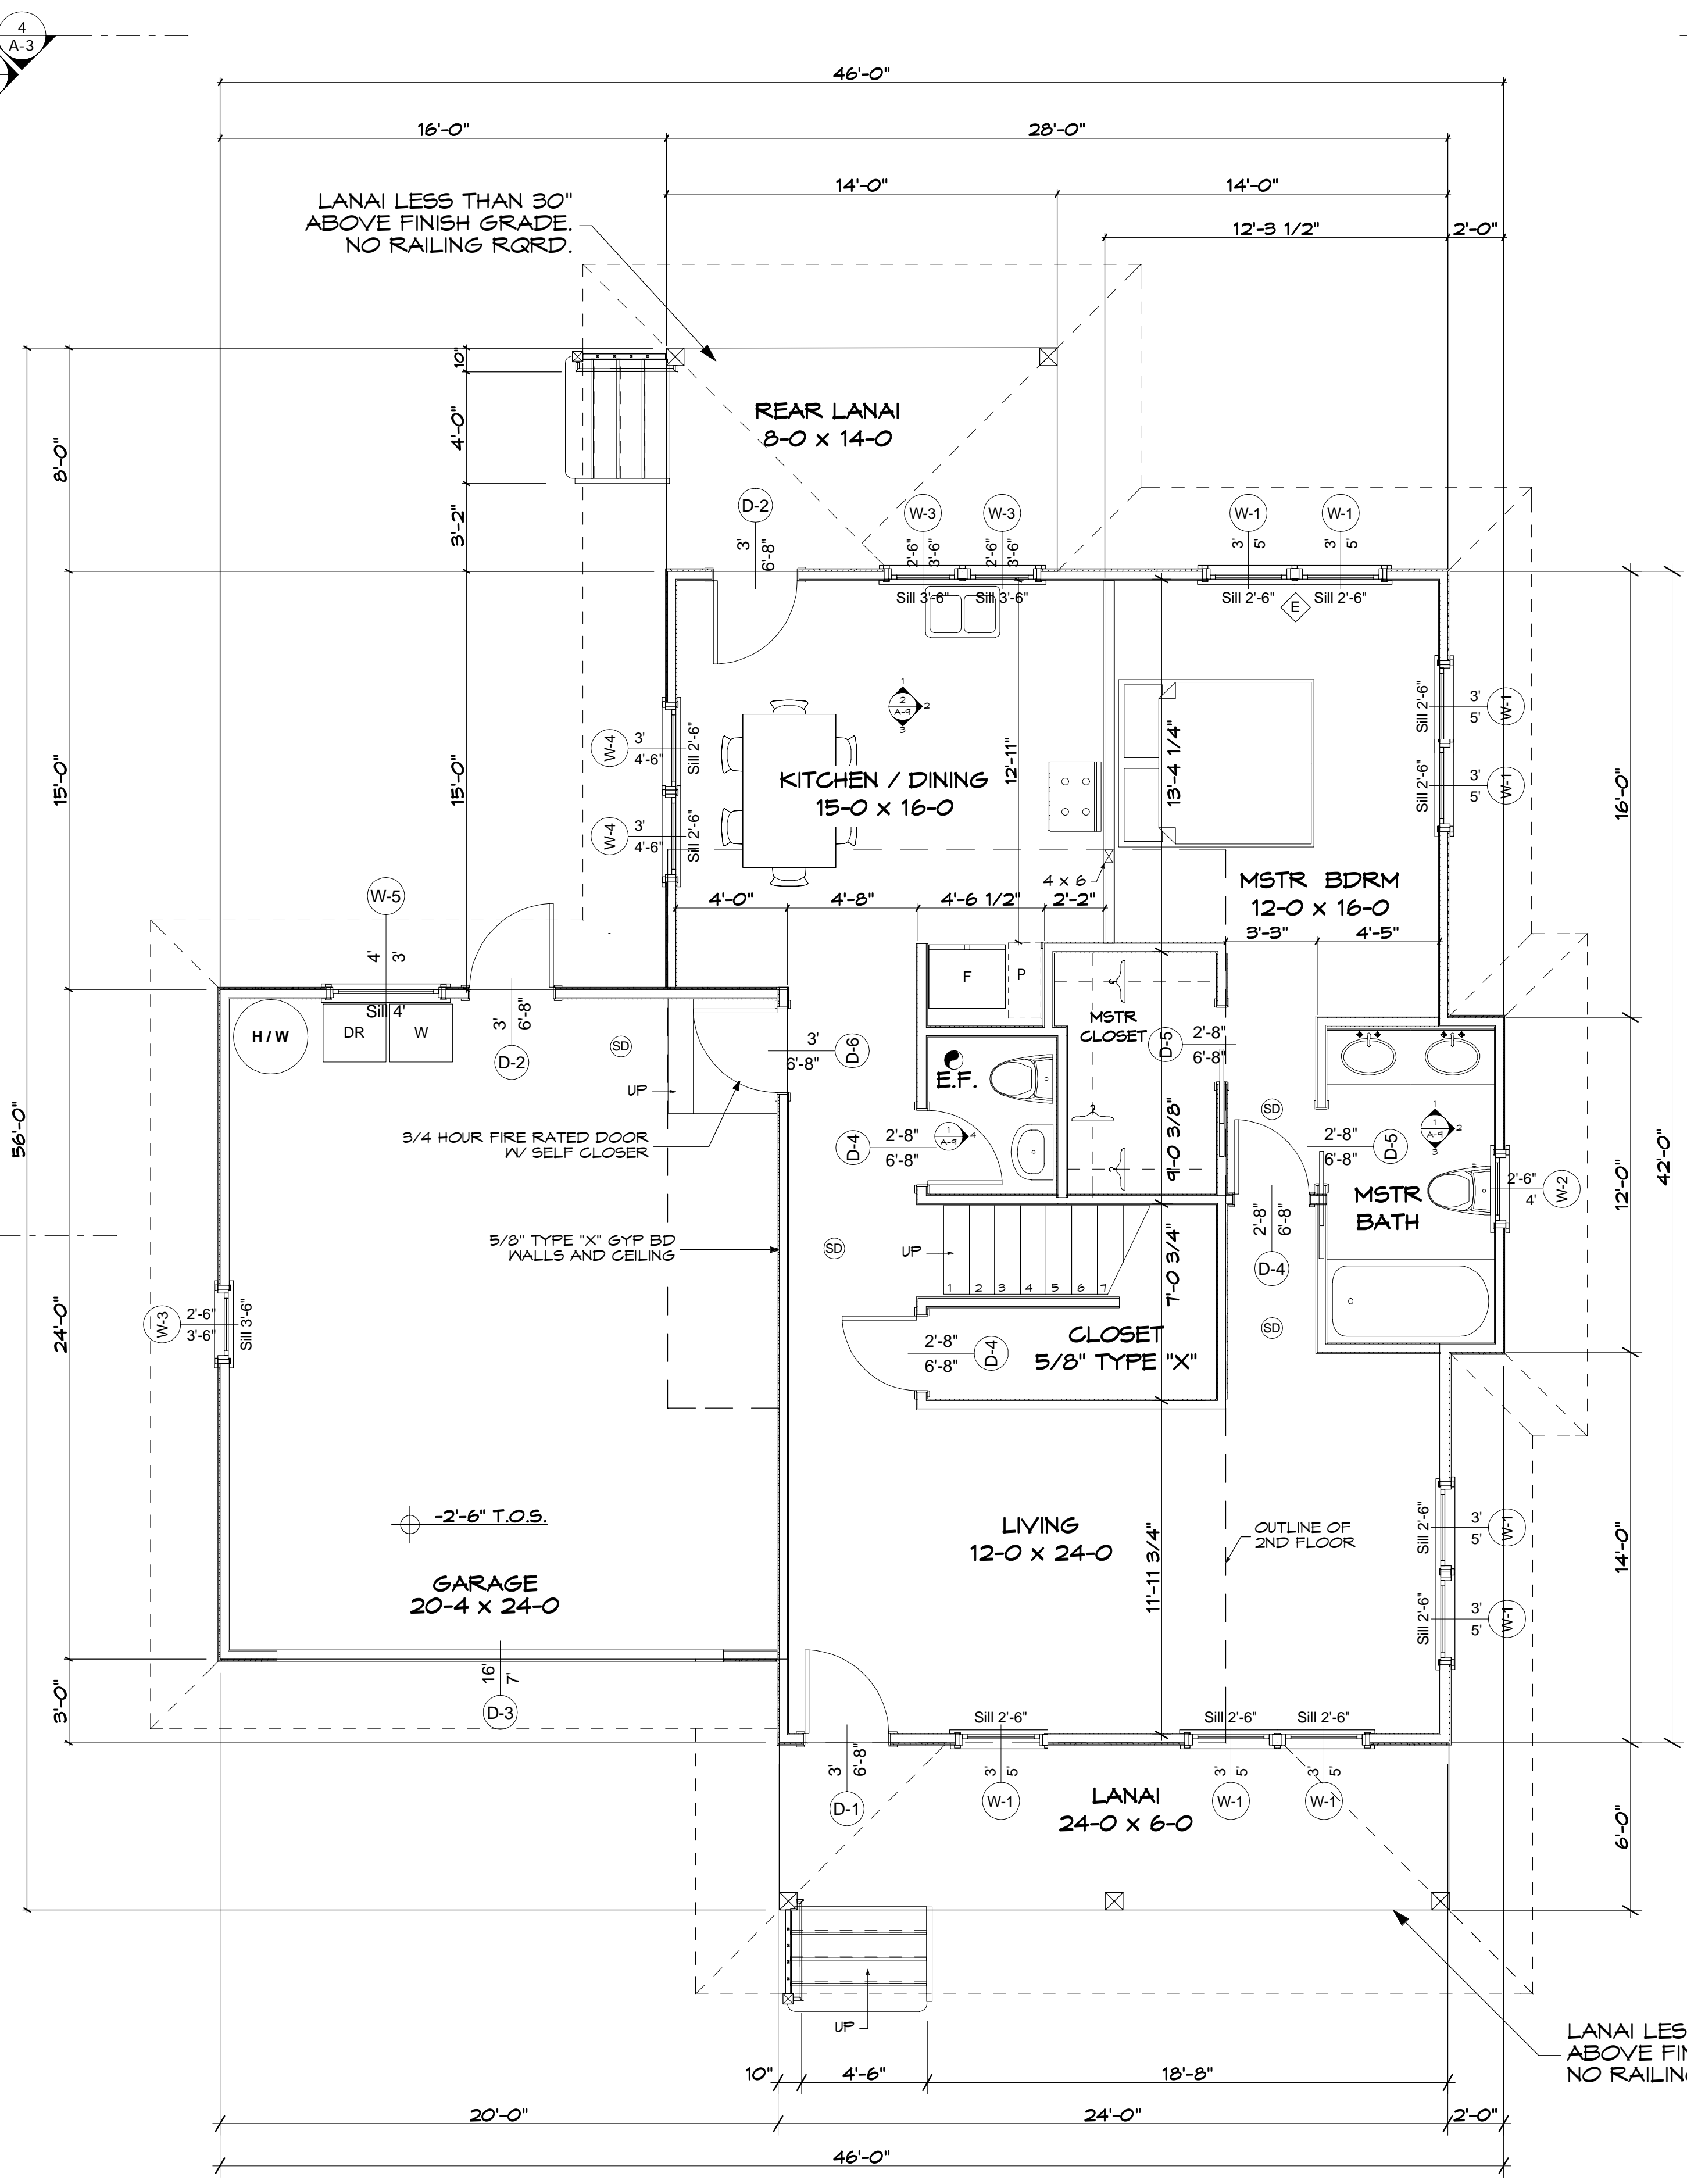 4
A-3
46'-0"
16'-0"
28'-0"
14'-0"
14'-0"
12'-3 1/2"
2'-0"
LANAI LESS THAN 30"
ABOVE FINISH GRADE.
NO RAILING RQRD.
10"
4'-0"
3'-2"
8'-0"
REAR LANAI
8-0 x 14-0
D-2
3'
6'-8"
W-3
2'-6"
3'-6"
W-3
2'-6"
3'-6"
W-1
3'
5'
W-1
3'
5'
Sill 3'-6"
Sill 3'-6"
Sill 2'-6"
Sill 2'-6"
E
1
2
A-9
2
3
W-4
3'
4'-6"
Sill 2'-6"
W-4
3'
4'-6"
Sill 2'-6"
15'-0"
15'-0"
KITCHEN / DINING
15-0 x 16-0
12'-11"
13'-4 1/4"
Sill 2'-6"
3'
5'
W-1
Sill 2'-6"
3'
5'
W-1
16'-0"
4 x 6
MSTR BDRM
12-0 x 16-0
4'-0"
4'-8"
4'-6 1/2"
2'-2"
3'-3"
4'-5"
W-5
4'
3'
Sill 4'
H / W
DR
W
3'
6'-8"
D-2
SD
UP
3'
6'-8"
D-6
F
P
MSTR
CLOSET
D-5
2'-8"
6'-8"
E.F.
3/4 HOUR FIRE RATED DOOR
W/ SELF CLOSER
D-4
2'-8"
6'-8"
1
A-9
4
9'-0 3/8"
SD
2'-8"
6'-8"
D-5
1
1
A-9
2
3
MSTR
BATH
2'-6"
4'
W-2
12'-0"
42'-0"
56'-0"
5/8" TYPE "X" GYP BD
WALLS AND CEILING
SD
UP
1
2
3
4
5
6
7
7'-0 3/4"
2'-8"
6'-8"
D-4
SD
W-3
2'-6"
3'-6"
Sill 3'-6"
24'-0"
2'-8"
6'-8"
D-4
CLOSET
5/8" TYPE "X"
-2'-6" T.O.S.
GARAGE
20-4 x 24-0
LIVING
12-0 x 24-0
11'-11 3/4"
OUTLINE OF
2ND FLOOR
Sill 2'-6"
3'
5'
W-1
Sill 2'-6"
3'
5'
W-1
14'-0"
3'-0"
16'
7'
D-3
Sill 2'-6"
Sill 2'-6"
Sill 2'-6"
3'
6'-8"
D-1
3'
5'
W-1
3'
5'
W-1
3'
5'
W-1
LANAI
24-0 x 6-0
6'-0"
UP
LANAI LES
ABOVE FI
NO RAILIN
10"
4'-6"
18'-8"
20'-0"
24'-0"
2'-0"
46'-0"